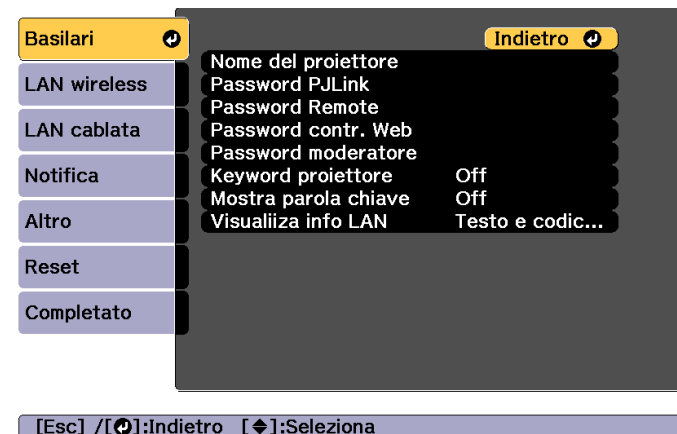 Basilari
Indietro
Nome del proiettore
LAN wireless
Password PJLink
Password Remote
LAN cablata
Password contr. Web
Password moderatore
Notifica
Keyword proiettore Off
Mostra parola chiave Off
Altro
Visualiiza info LAN Testo e codic...
Reset
Completato
[Esc] /[↵]:Indietro [◆]:Seleziona